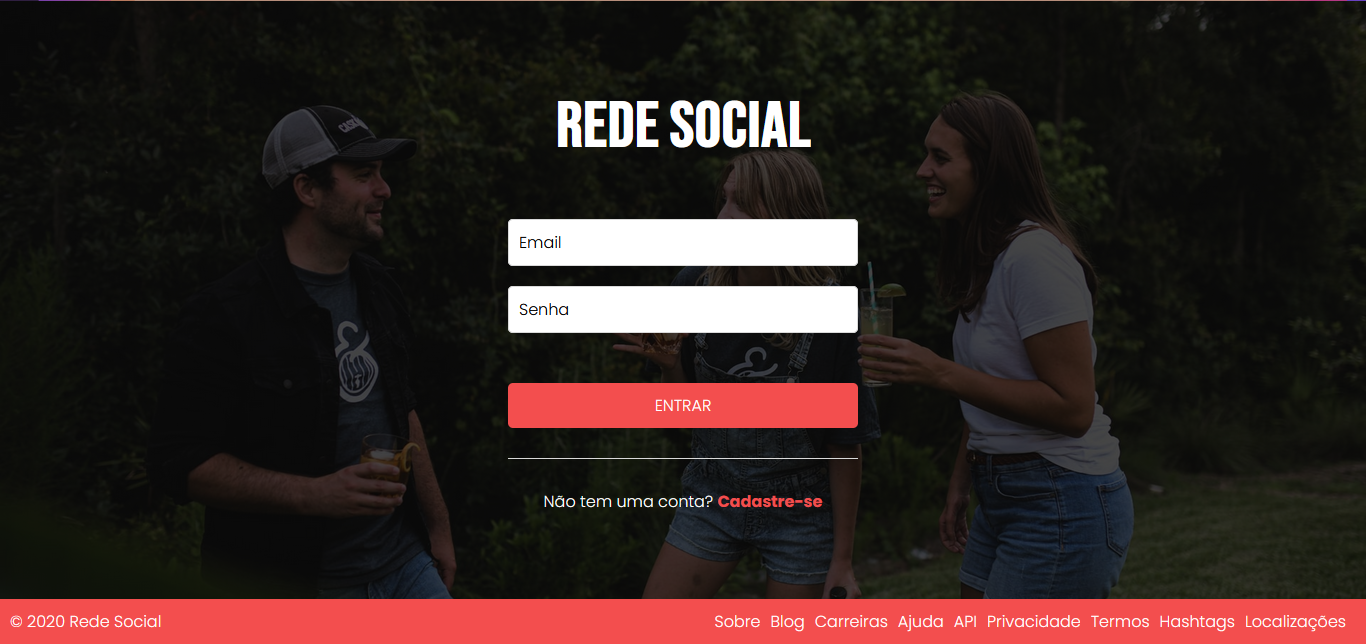 REDE SOCIAL
Email
Senha
ENTRAR
Não tem uma conta? Cadastre-se
© 2020 Rede Social
Sobre Blog Carreiras Ajuda API Privacidade Termos Hashtags Localizações